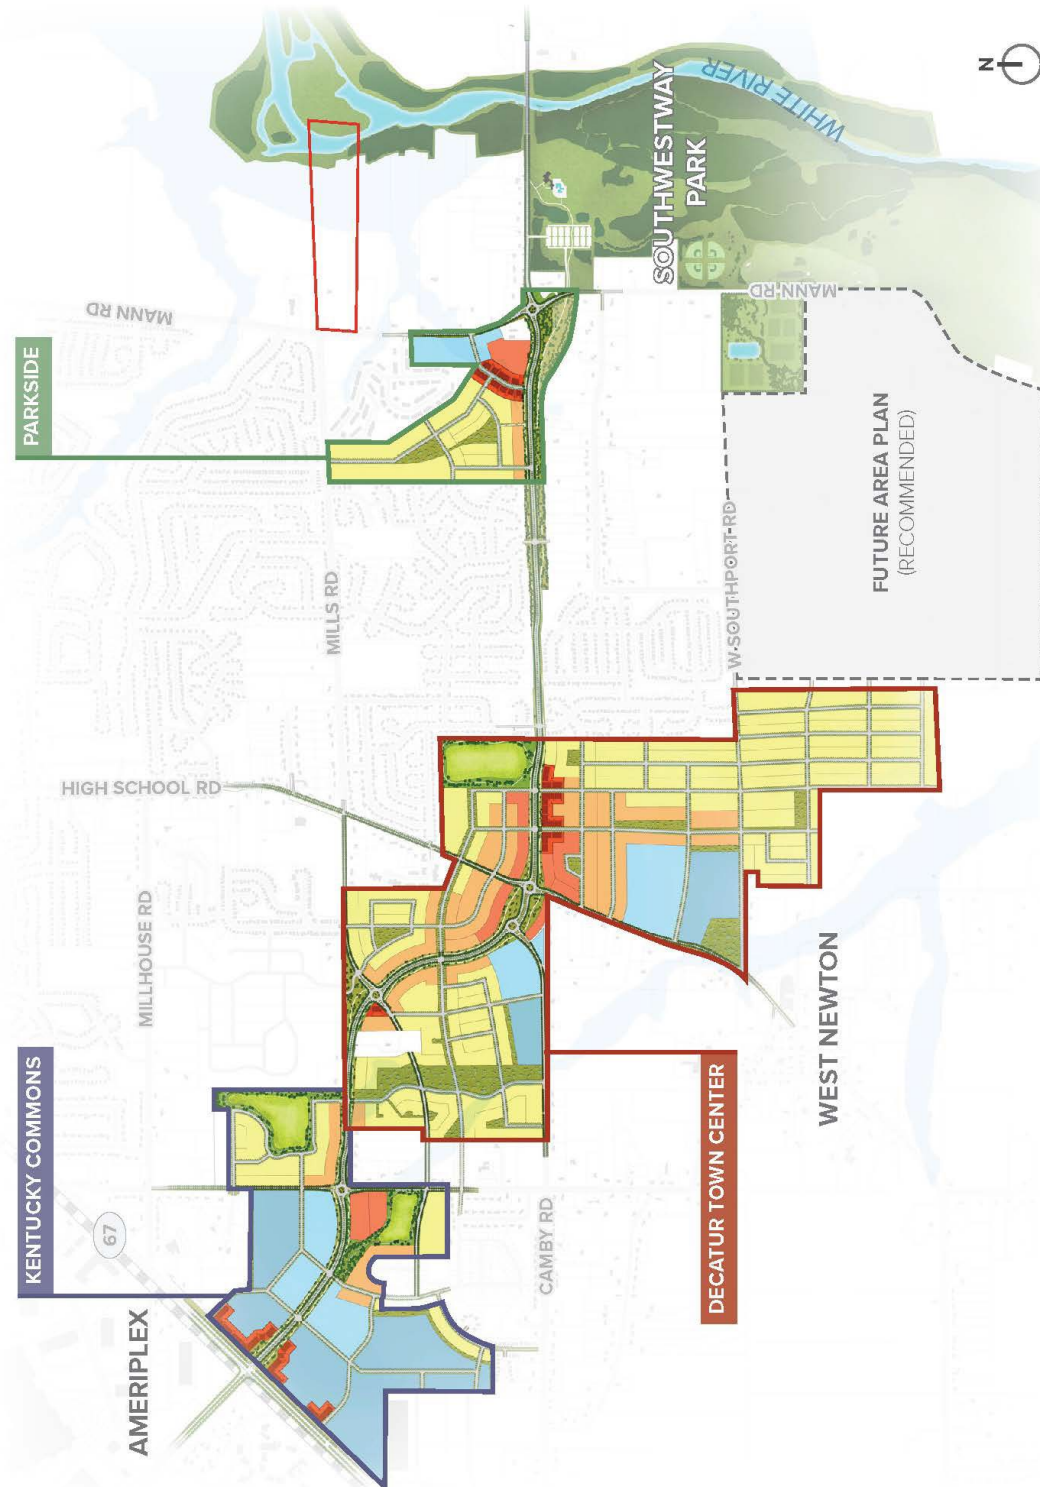 N
WHITE RIVER
SOUTHWESTWAY
PARK
MANN RD
MANN RD
PARKSIDE
FUTURE AREA PLAN
(RECOMMENDED)
W SOUTHPORT RD
MILLS RD
HIGH SCHOOL RD
MILLHOUSE RD
WEST NEWTON
KENTUCKY COMMONS
67
DECATUR TOWN CENTER
CAMBY RD
AMERIPLEX